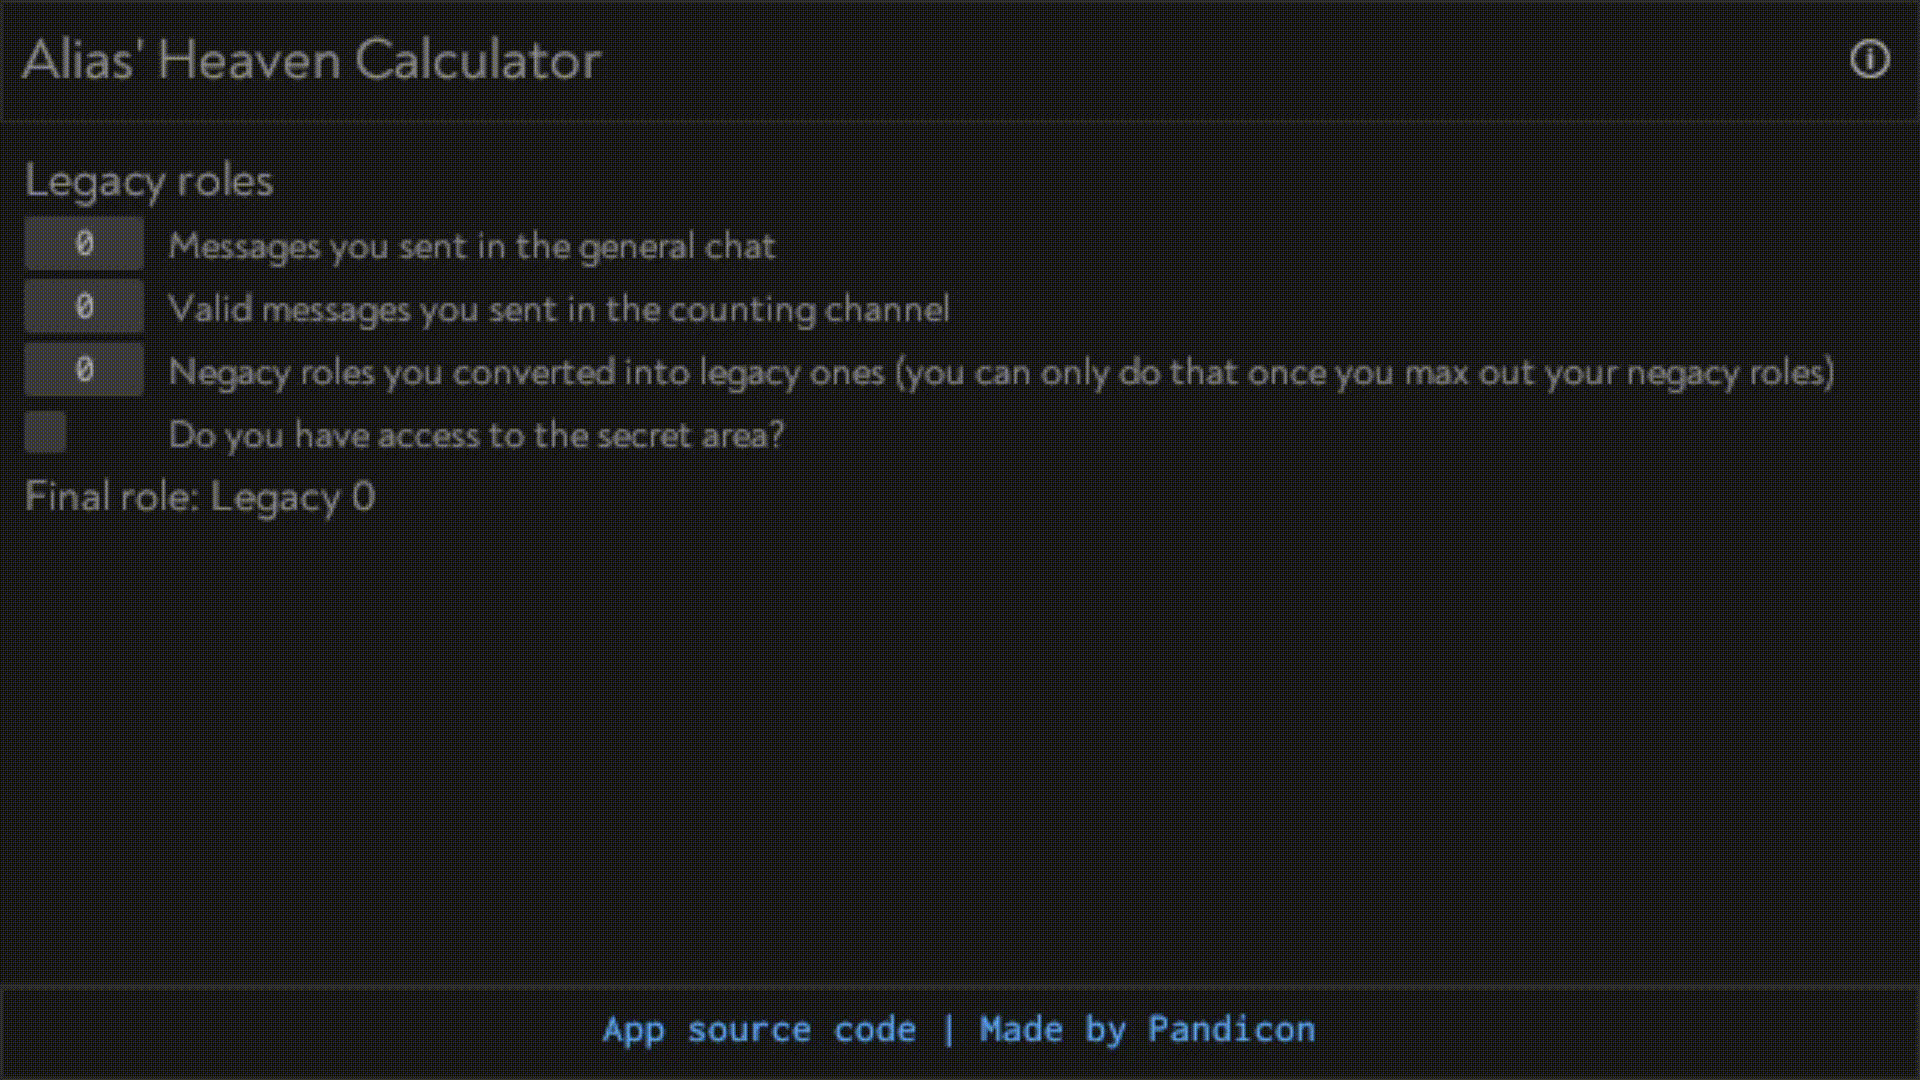 Alias' Heaven Calculator
Legacy roles
0 Messages you sent in the general chat
0 Valid messages you sent in the counting channel
0 Negacy roles you converted into legacy ones (you can only do that once you max out your negacy roles)
Do you have access to the secret area?
Final role: Legacy 0
App source code | Made by Pandicon